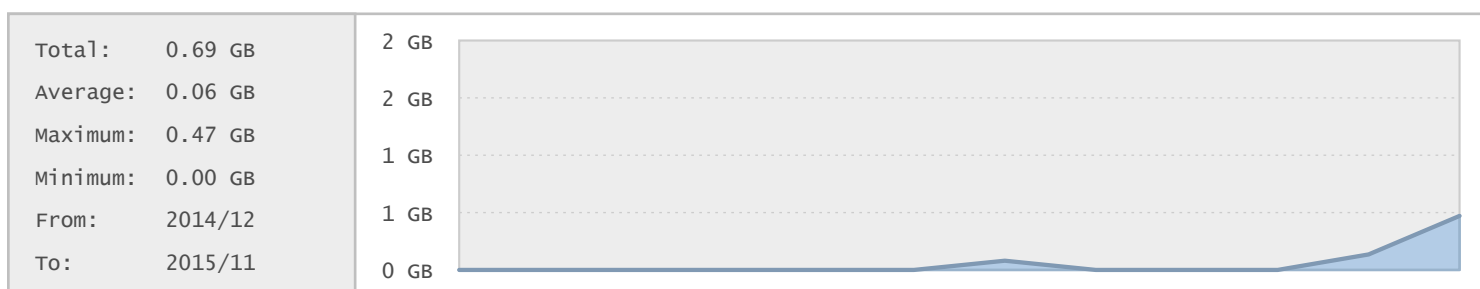 Total: 0.69 GB
Average: 0.06 GB
Maximum: 0.47 GB
Minimum: 0.00 GB
From: 2014/12
To: 2015/11
2 GB
2 GB
1 GB
1 GB
0 GB